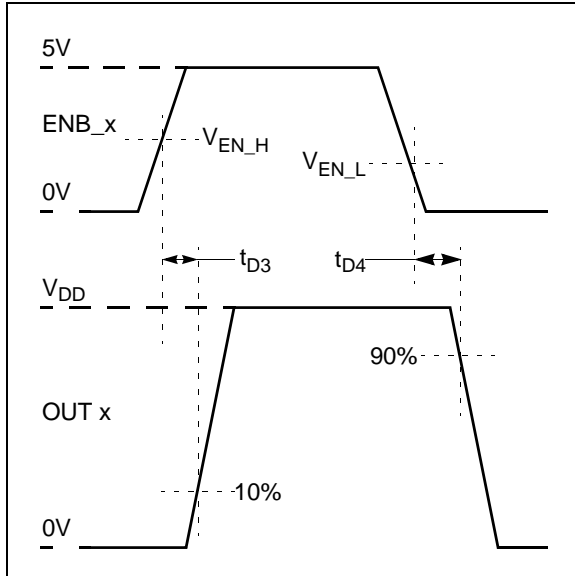 5V
ENB_x
V_EN_H
V_EN_L
0V
t_D3
t_D4
V_DD
90%
OUT x
10%
0V